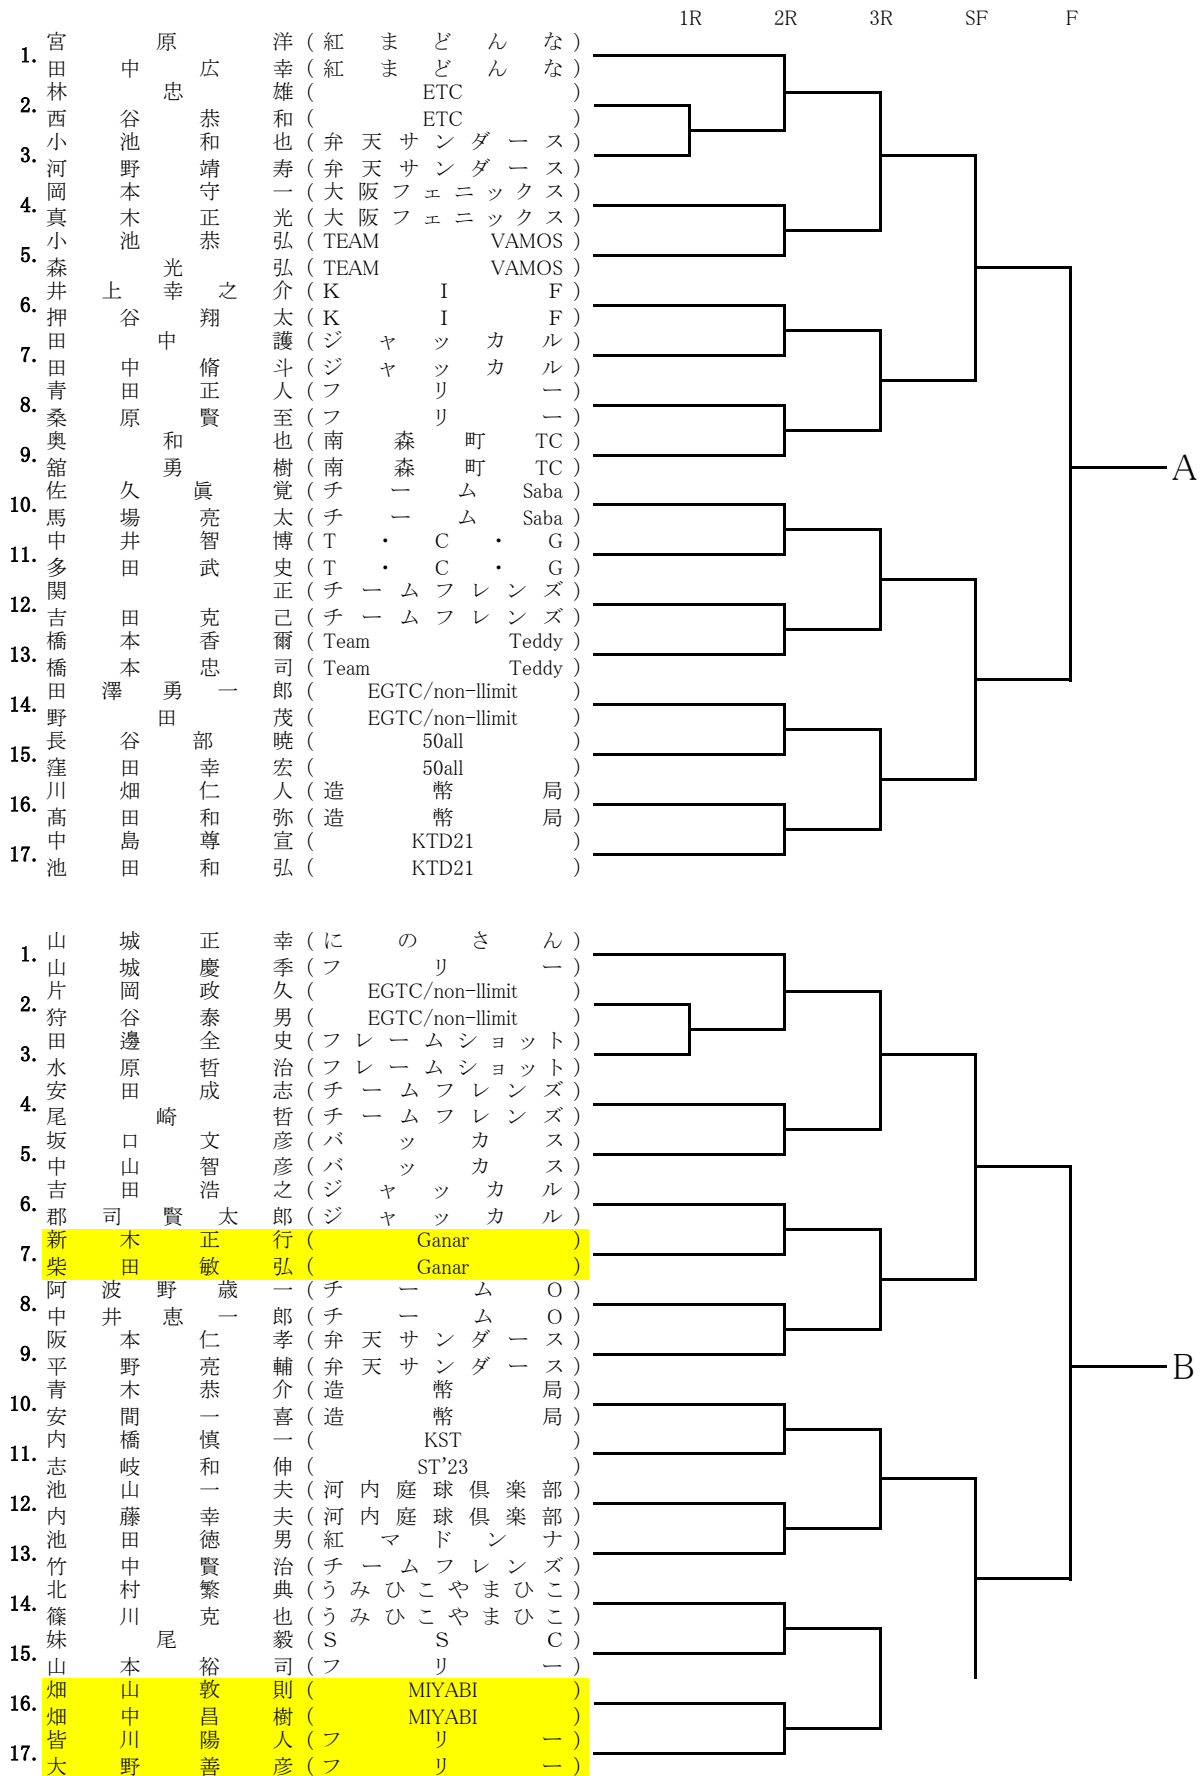 1R 2R 3R SF F
1. 宮原洋(紅まどんな)
田中広幸(紅まどんな)
2. 林忠雄(ETC)
西谷恭和(ETC)
3. 小池和也(弁天サンダース)
河野靖寿(弁天サンダース)
4. 岡本守一(大阪フェニックス)
真木正光(大阪フェニックス)
5. 小池恭弘(TEAM VAMOS)
森光弘(TEAM VAMOS)
6. 井上幸之介(KIF)
押谷翔太(KIF)
7. 田中護(ジャッカル)
田中脩斗(ジャッカル)
8. 青田正人(フリー)
桑原賢至(フリー)
9. 奥和也(南森町TC)
舘勇樹(南森町TC)
A
10. 佐久眞覚(チームSaba)
馬場亮太(チームSaba)
11. 中井智博(T・C・G)
多田武史(T・C・G)
12. 関正(チームフレンズ)
吉田克己(チームフレンズ)
13. 橋本香爾(Team Teddy)
橋本忠司(Team Teddy)
14. 田澤勇一郎(EGTC/non-llimit)
野田茂(EGTC/non-llimit)
15. 長谷部暁(50all)
窪田幸宏(50all)
16. 川畑仁人(造幣局)
髙田和弥(造幣局)
17. 中島尊宣(KTD21)
池田和弘(KTD21)
1. 山城正幸(にのさん)
山城慶季(フリー)
2. 片岡政久(EGTC/non-llimit)
狩谷泰男(EGTC/non-llimit)
3. 田邊全史(フレームショット)
水原哲治(フレームショット)
4. 安田成志(チームフレンズ)
尾崎哲(チームフレンズ)
5. 坂口文彦(バッカス)
中山智彦(バッカス)
6. 吉田浩之(ジャッカル)
郡司賢太郎(ジャッカル)
7. 新木正行(Ganar)
柴田敏弘(Ganar)
8. 阿波野歳一(チームO)
中井恵一郎(チームO)
9. 阪本仁孝(弁天サンダース)
平野亮輔(弁天サンダース)
B
10. 青木恭介(造幣局)
安間一喜(造幣局)
11. 内橋慎一(KST)
志岐和伸(ST'23)
12. 池山一夫(河内庭球倶楽部)
内藤幸夫(河内庭球倶楽部)
13. 池田徳男(紅マドンナ)
竹中賢治(チームフレンズ)
14. 北村繁典(うみひこやまひこ)
篠川克也(うみひこやまひこ)
15. 妹尾毅(SSC)
山本裕司(フリー)
16. 畑山敦則(MIYABI)
畑中昌樹(MIYABI)
17. 皆川陽人(フリー)
大野善彦(フリー)